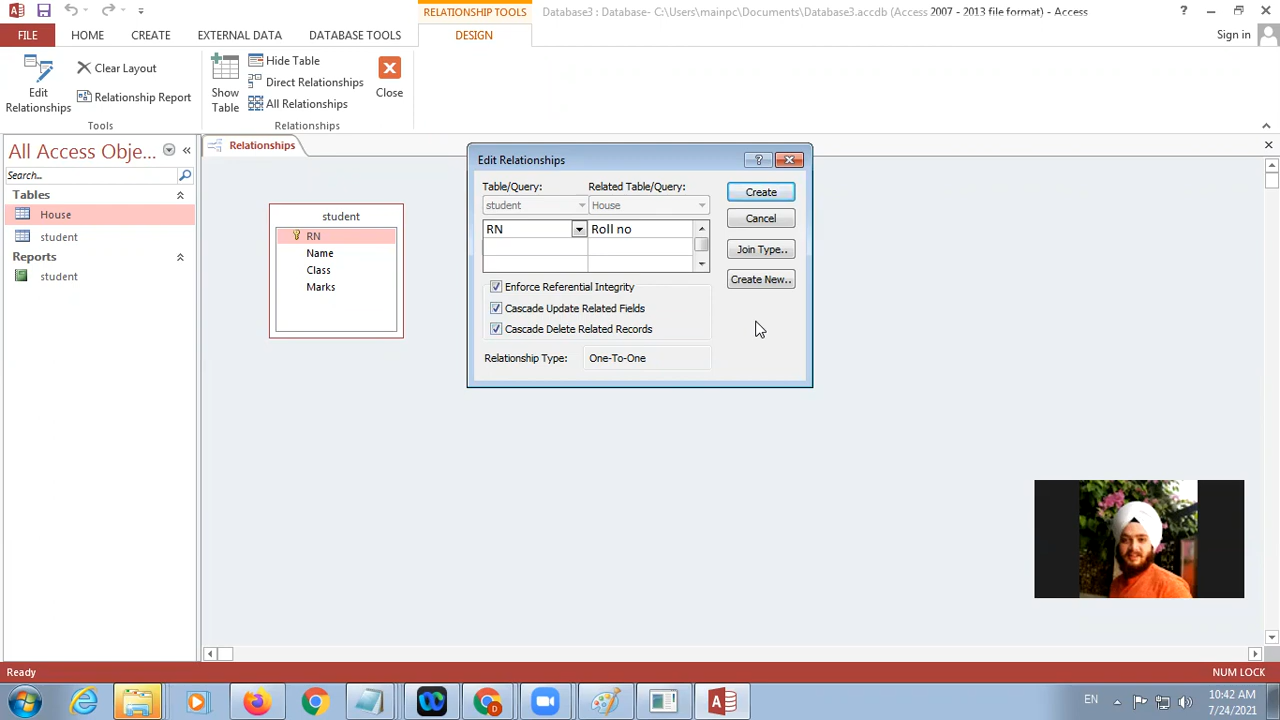 RELATIONSHIP TOOLS
Database3 : Database- C:\Users\mainpc\Documents\Database3.accdb (Access 2007 - 2013 file format) - Access
?
FILE
HOME
CREATE
EXTERNAL DATA
DATABASE TOOLS
DESIGN
Sign in
Edit
Relationships
Clear Layout
Relationship Report
Tools
Show
Table
Hide Table
Direct Relationships
All Relationships
Close
Relationships
All Access Obje...
Search...
Tables
House
student
Reports
student
Relationships
student
RN
Name
Class
Marks
Edit Relationships
?
Table/Query:
Related Table/Query:
student
House
RN
Roll no
Create
Cancel
Join Type..
Create New..
Enforce Referential Integrity
Cascade Update Related Fields
Cascade Delete Related Records
Relationship Type:
One-To-One
Ready
NUM LOCK
EN
10:42 AM
7/24/2021